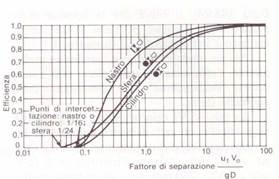 Efficienza
1,0
0,9
0,8
0,7
0,6
0,5
0,4
0,3
0,2
0,1
0
Nastro
Sfera
Cilindro
Punti di intercet-
tazione: nastro o
cilindro: 1/16;
sfera: 1/24
0,01
0,1
1,0
10
100
Fattore di separazione u₁ V₀
gD